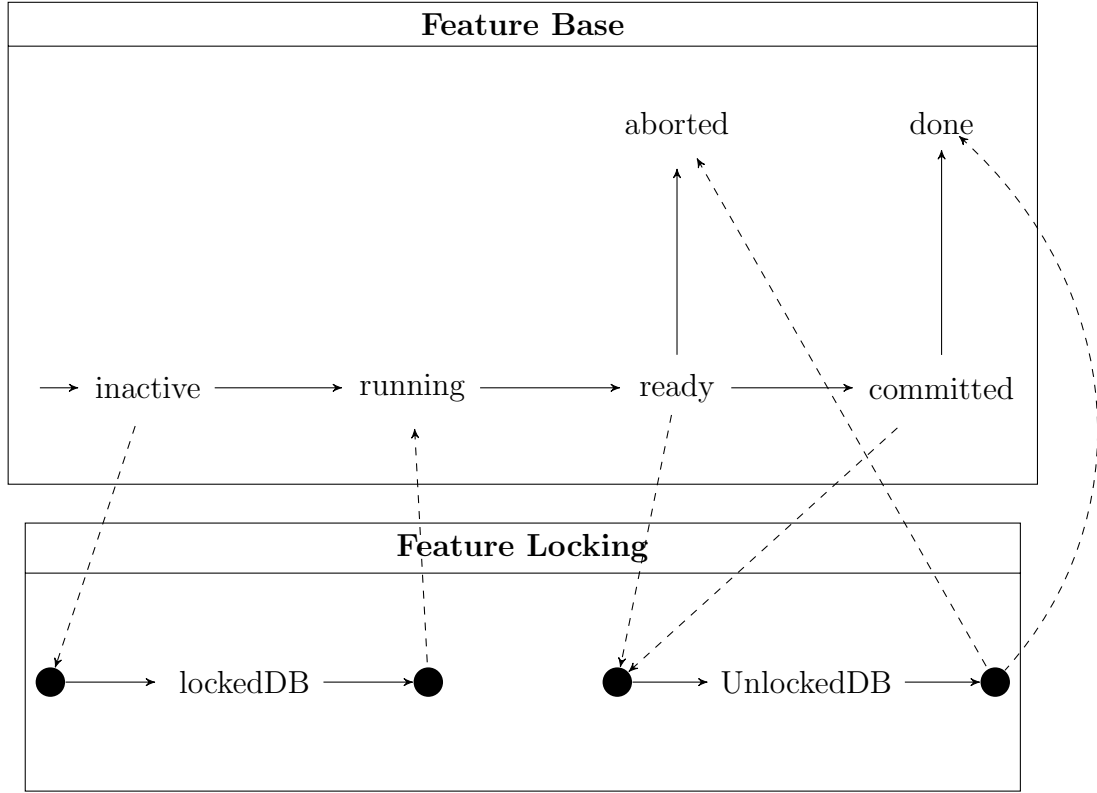 Feature Base
aborted done
inactive running ready committed
Feature Locking
lockedDB UnlockedDB